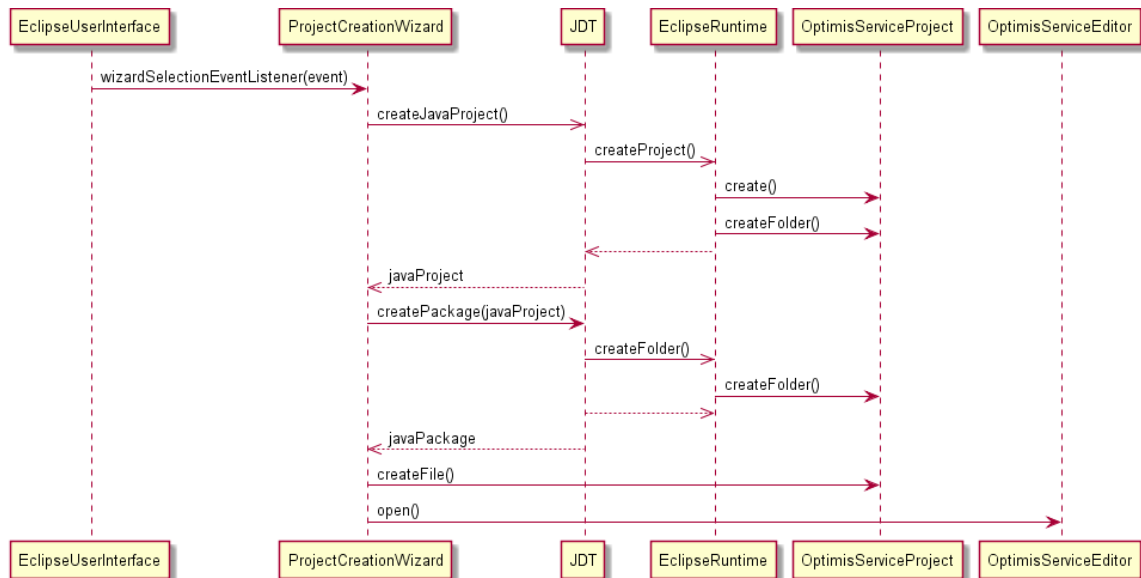 EclipseUserInterface ProjectCreationWizard JDT EclipseRuntime OptimisServiceProject OptimisServiceEditor
wizardSelectionEventListener(event)
createJavaProject()
createProject()
create()
createFolder()
javaProject
createPackage(javaProject)
createFolder()
createFolder()
javaPackage
createFile()
open()
EclipseUserInterface ProjectCreationWizard JDT EclipseRuntime OptimisServiceProject OptimisServiceEditor